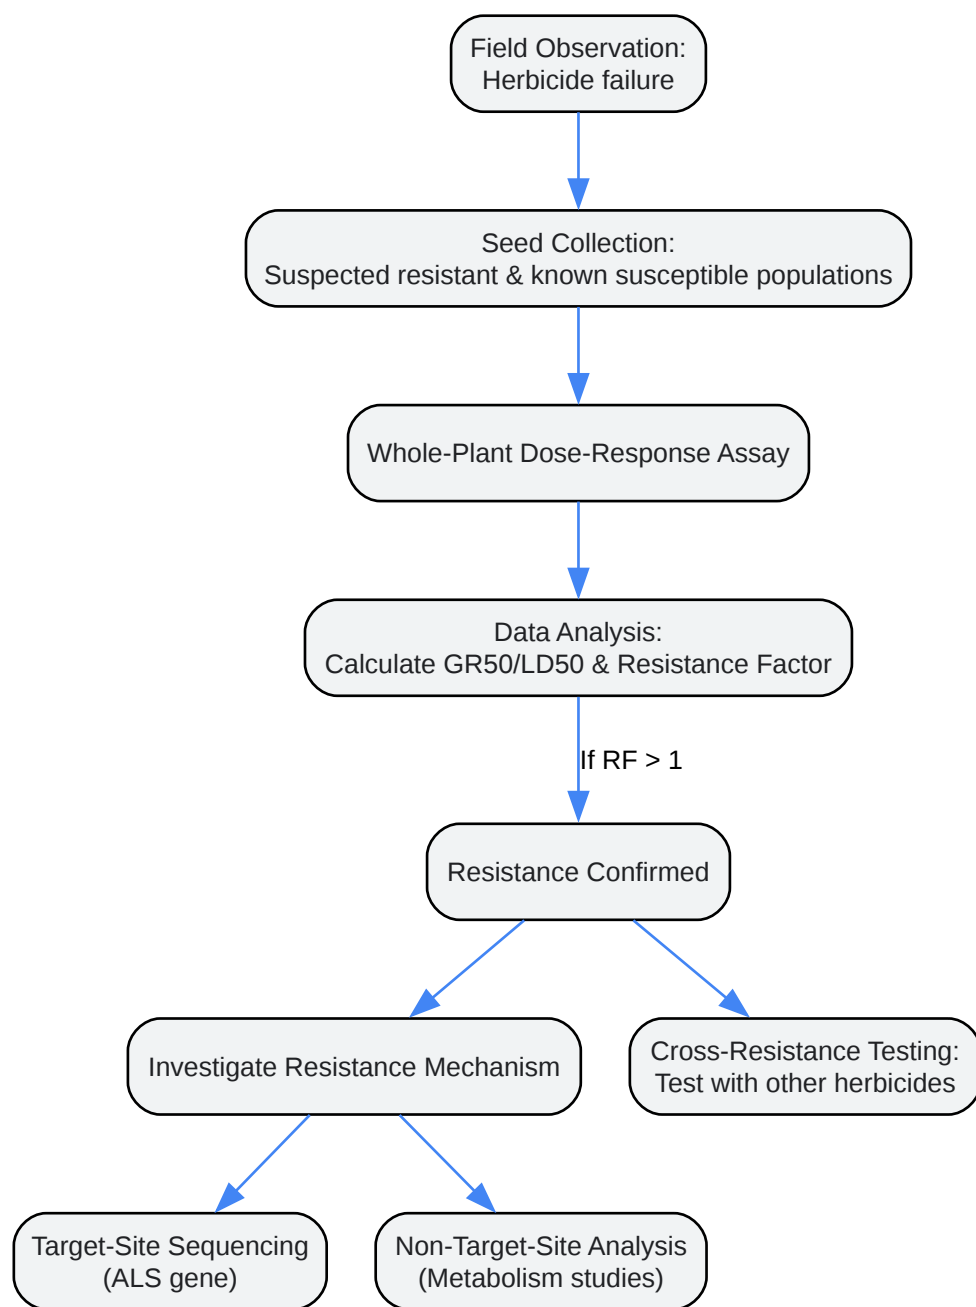 Field Observation:
Herbicide failure
Seed Collection:
Suspected resistant & known susceptible populations
Whole-Plant Dose-Response Assay
Data Analysis:
Calculate GR50/LD50 & Resistance Factor
If RF > 1
Resistance Confirmed
Investigate Resistance Mechanism
Cross-Resistance Testing:
Test with other herbicides
Target-Site Sequencing
(ALS gene)
Non-Target-Site Analysis
(Metabolism studies)